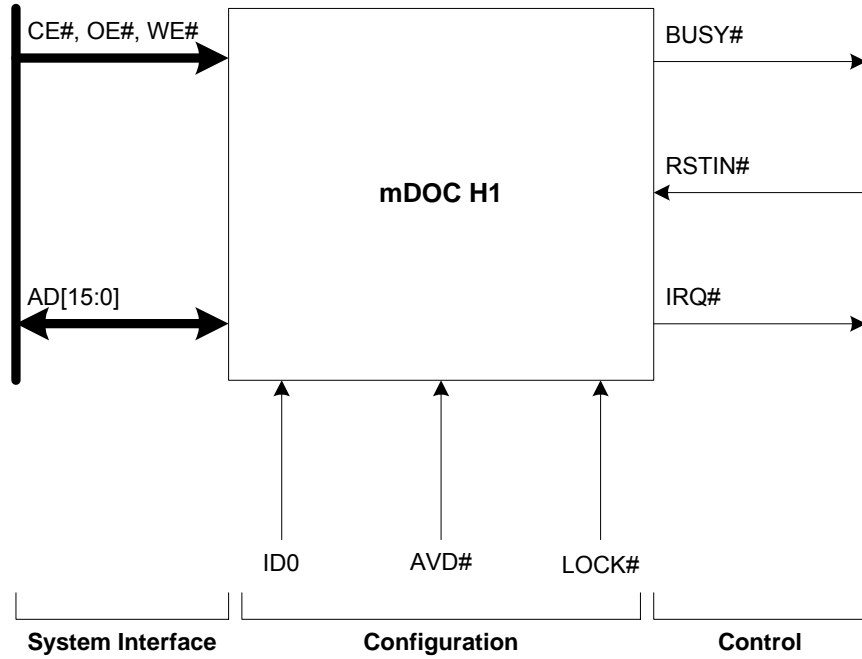 CE#, OE#, WE#
BUSY#
mDOC H1
RSTIN#
AD[15:0]
IRQ#
ID0
AVD#
LOCK#
System Interface
Configuration
Control